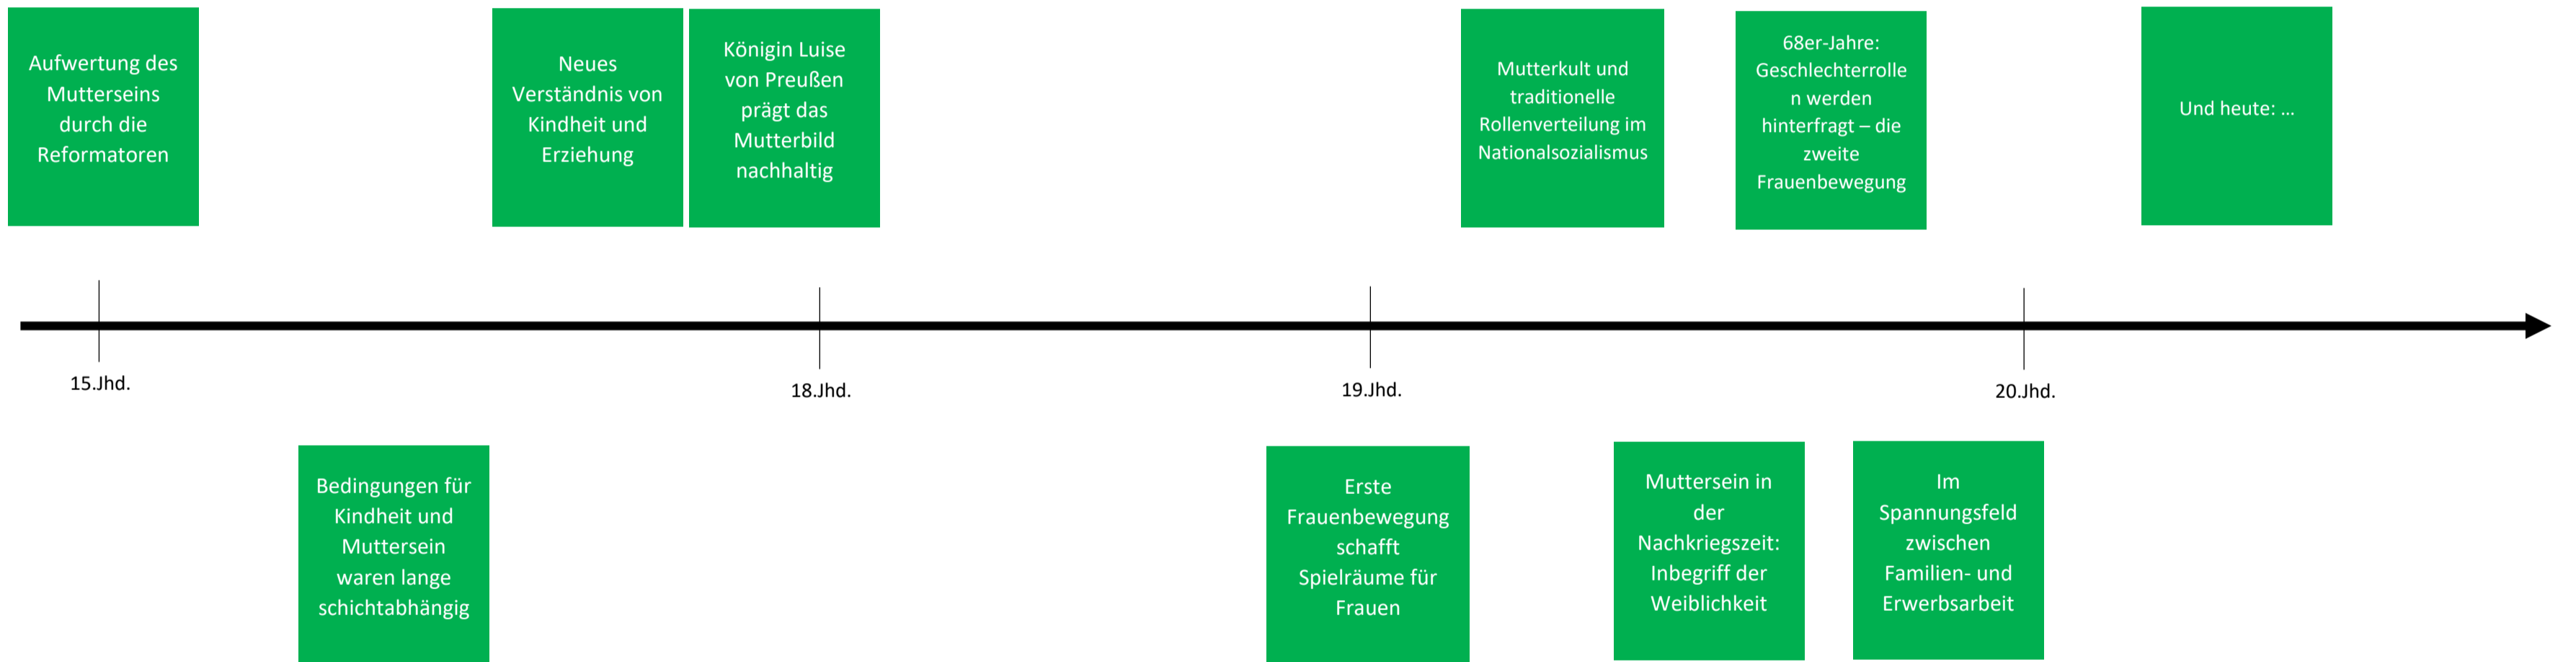 Aufwertung des
Mutterseins
durch die
Reformatoren
Neues
Verständnis von
Kindheit und
Erziehung
Königin Luise
von Preußen
prägt das
Mutterbild
nachhaltig
Mutterkult und
traditionelle
Rollenverteilung im
Nationalsozialismus
68er-Jahre:
Geschlechterrolle
n werden
hinterfragt – die
zweite
Frauenbewegung
Und heute: …
15.Jhd.
18.Jhd.
19.Jhd.
20.Jhd.
Bedingungen für
Kindheit und
Muttersein
waren lange
schichtabhängig
Erste
Frauenbewegung
schafft
Spielräume für
Frauen
Muttersein in
der
Nachkriegszeit:
Inbegriff der
Weiblichkeit
Im
Spannungsfeld
zwischen
Familien- und
Erwerbsarbeit